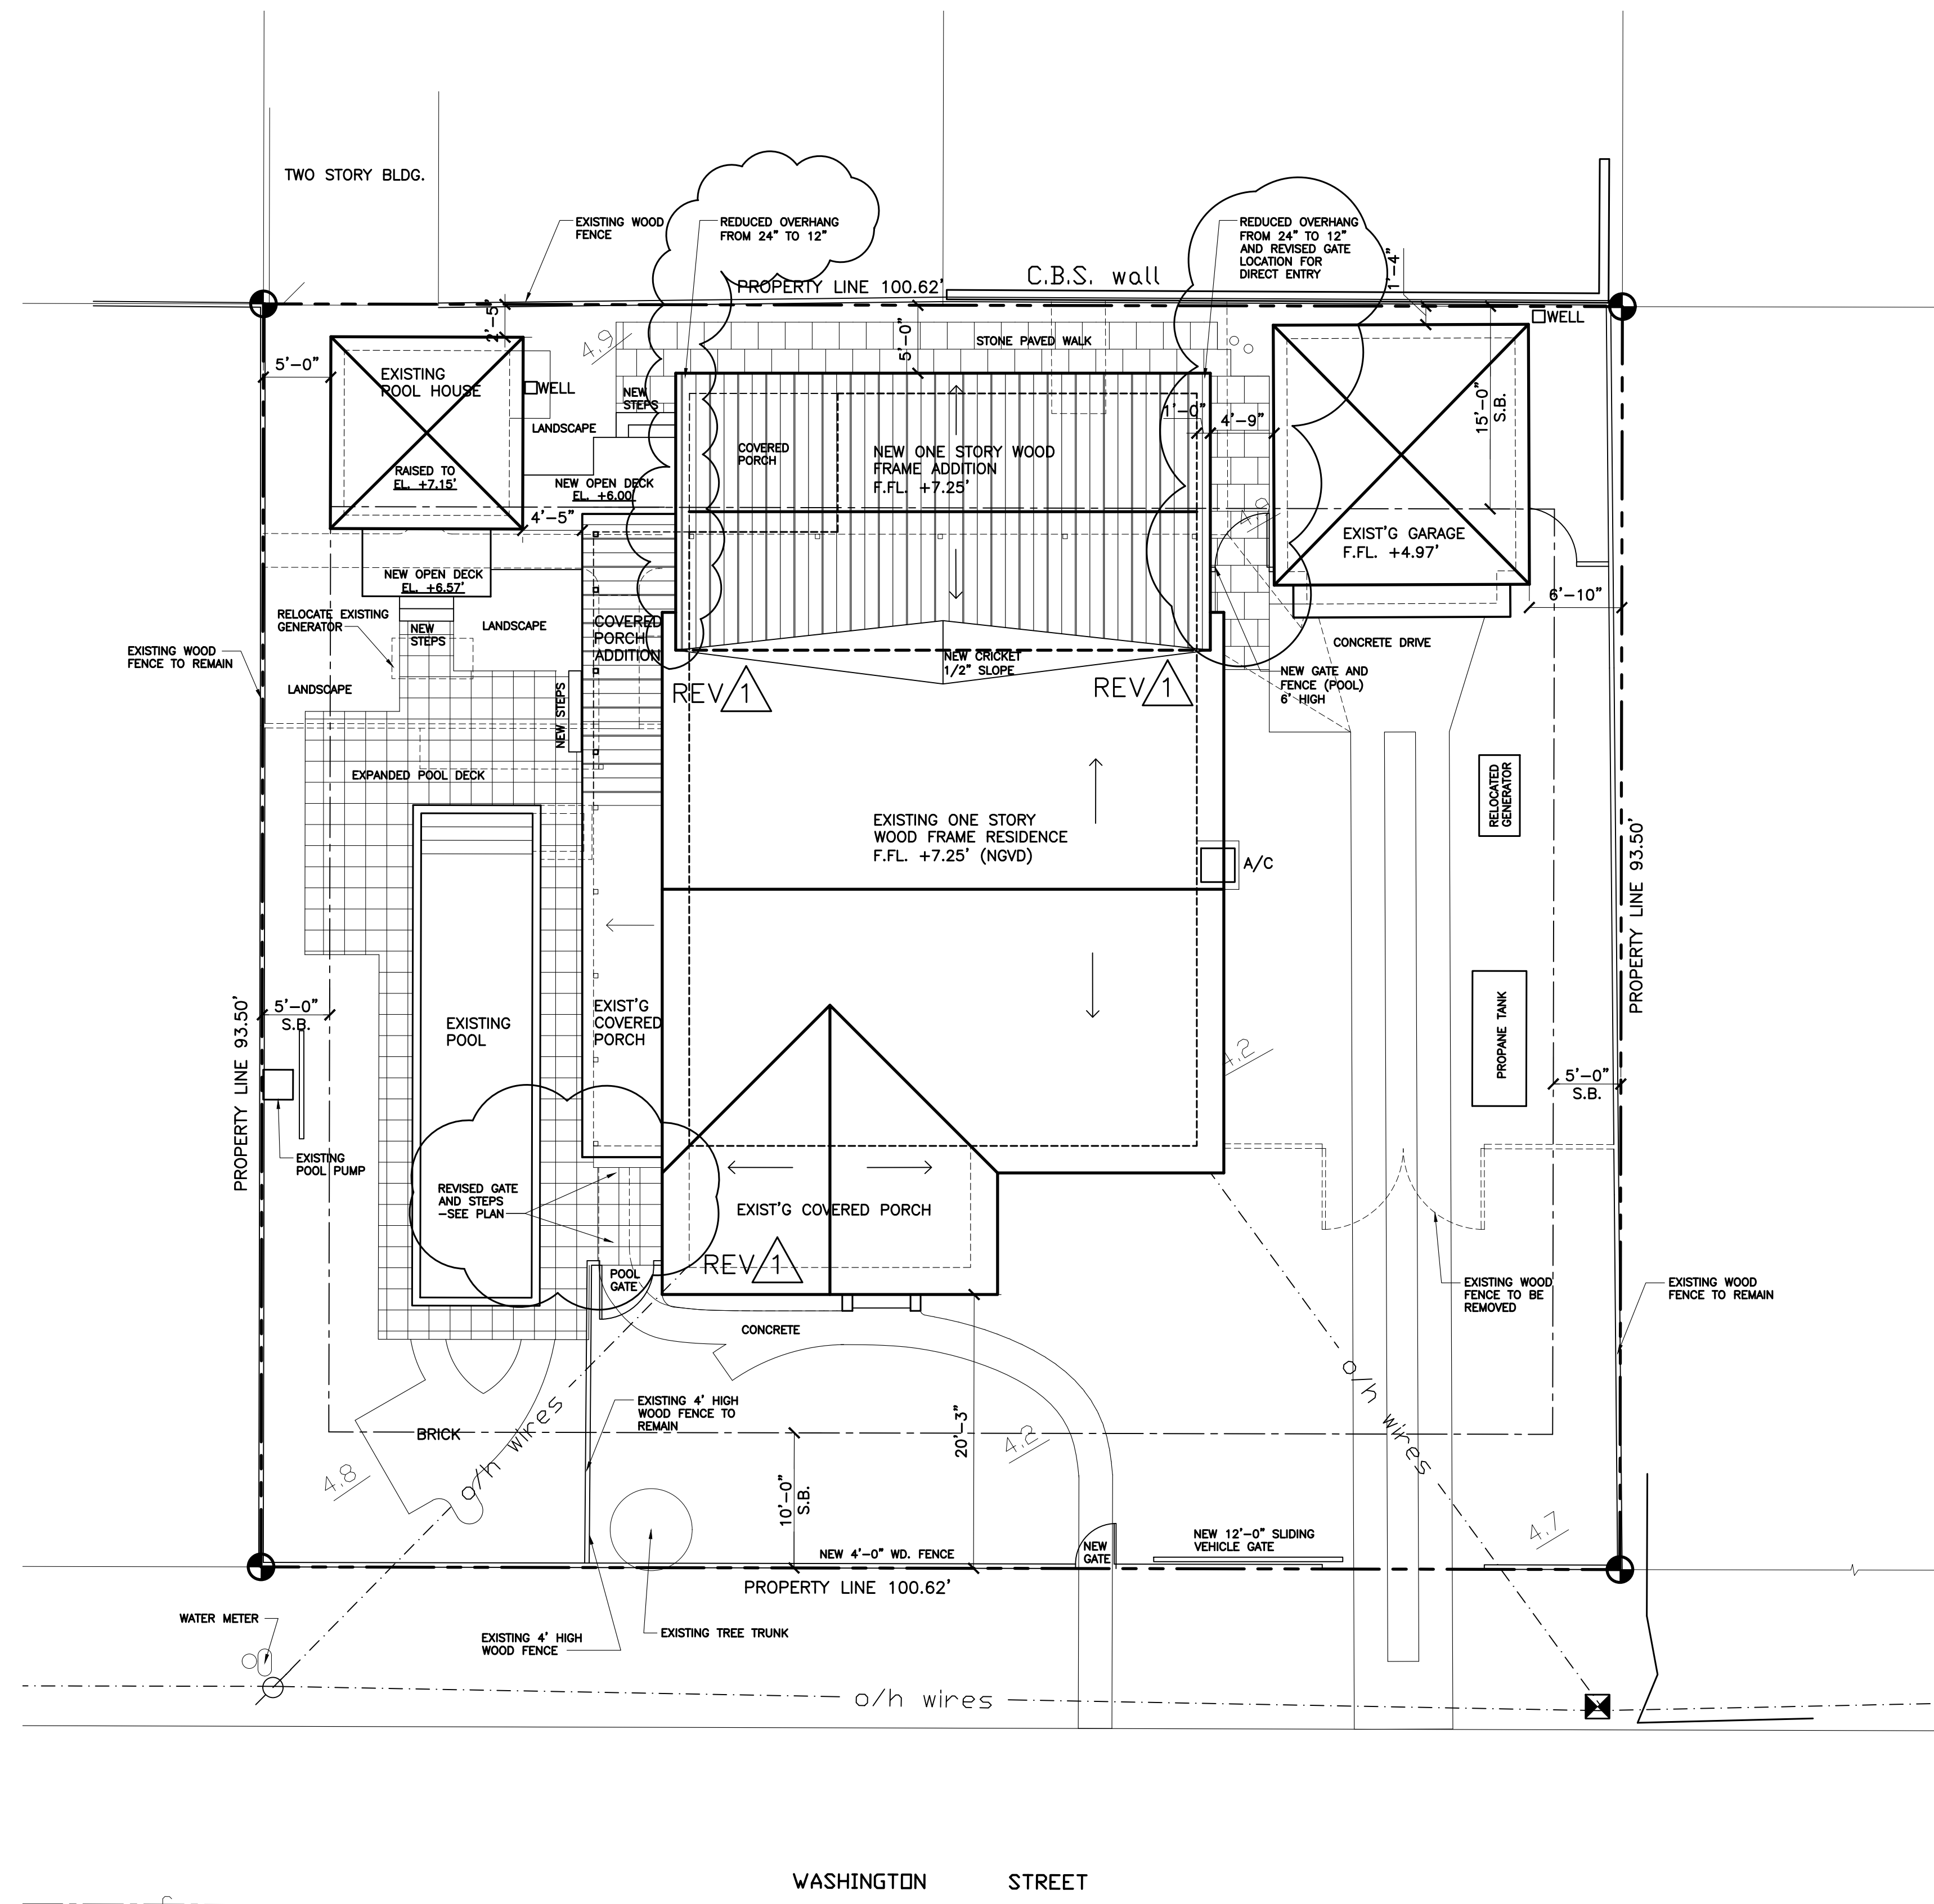 TWO STORY BLDG.
EXISTING WOOD
FENCE
REDUCED OVERHANG
FROM 24" TO 12"
REDUCED OVERHANG
FROM 24" TO 12"
AND REVISED GATE
LOCATION FOR
DIRECT ENTRY
1'-4"
C.B.S. wall
PROPERTY LINE 100.62'
2'-5"
4.9
5'-0"
STONE PAVED WALK
WELL
5'-0"
EXISTING
POOL HOUSE
WELL
NEW
STEPS
LANDSCAPE
1'-0"
4'-9"
15'-0"
S.B.
COVERED
PORCH
NEW ONE STORY WOOD
FRAME ADDITION
F.FL. +7.25'
RAISED TO
EL. +7.15'
NEW OPEN DECK
EL. +6.00'
4'-5"
EXIST'G GARAGE
F.FL. +4.97'
NEW OPEN DECK
EL. +6.57'
6'-10"
RELOCATE EXISTING
GENERATOR
NEW
STEPS
LANDSCAPE
COVERED
PORCH
ADDITION
CONCRETE DRIVE
EXISTING WOOD
FENCE TO REMAIN
LANDSCAPE
NEW STEPS
NEW CRICKET
1/2" SLOPE
NEW GATE AND
FENCE (POOL)
6' HIGH
REV 1
REV 1
EXPANDED POOL DECK
RELOCATED
GENERATOR
EXISTING ONE STORY
WOOD FRAME RESIDENCE
F.FL. +7.25' (NGVD)
A/C
PROPERTY LINE 93.50'
PROPERTY LINE 93.50'
5'-0"
S.B.
EXISTING
POOL
EXIST'G
COVERED
PORCH
4.2
PROPANE TANK
5'-0"
S.B.
EXISTING
POOL PUMP
REVISED GATE
AND STEPS
-SEE PLAN
EXIST'G COVERED PORCH
REV 1
POOL
GATE
EXISTING WOOD
FENCE TO BE
REMOVED
EXISTING WOOD
FENCE TO REMAIN
CONCRETE
o/h wires
o/h wires
EXISTING 4' HIGH
WOOD FENCE TO
REMAIN
BRICK
20'-3"
4.2
4.8
10'-0"
S.B.
4.7
NEW 4'-0" WD. FENCE
NEW
GATE
NEW 12'-0" SLIDING
VEHICLE GATE
PROPERTY LINE 100.62'
WATER METER
EXISTING 4' HIGH
WOOD FENCE
EXISTING TREE TRUNK
o/h wires
WASHINGTON STREET